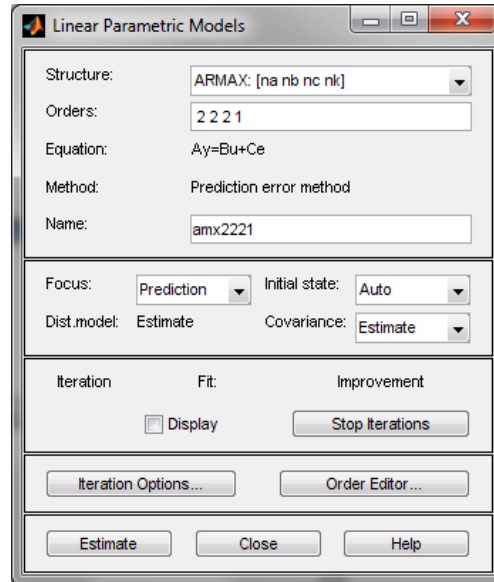 Linear Parametric Models
Structure: ARMAX: [na nb nc nk]
Orders: 2 2 2 1
Equation: Ay=Bu+Ce
Method: Prediction error method
Name: amx2221
Focus: Prediction Initial state: Auto
Dist.model: Estimate Covariance: Estimate
Iteration Fit: Improvement
Display Stop Iterations
Iteration Options... Order Editor...
Estimate Close Help